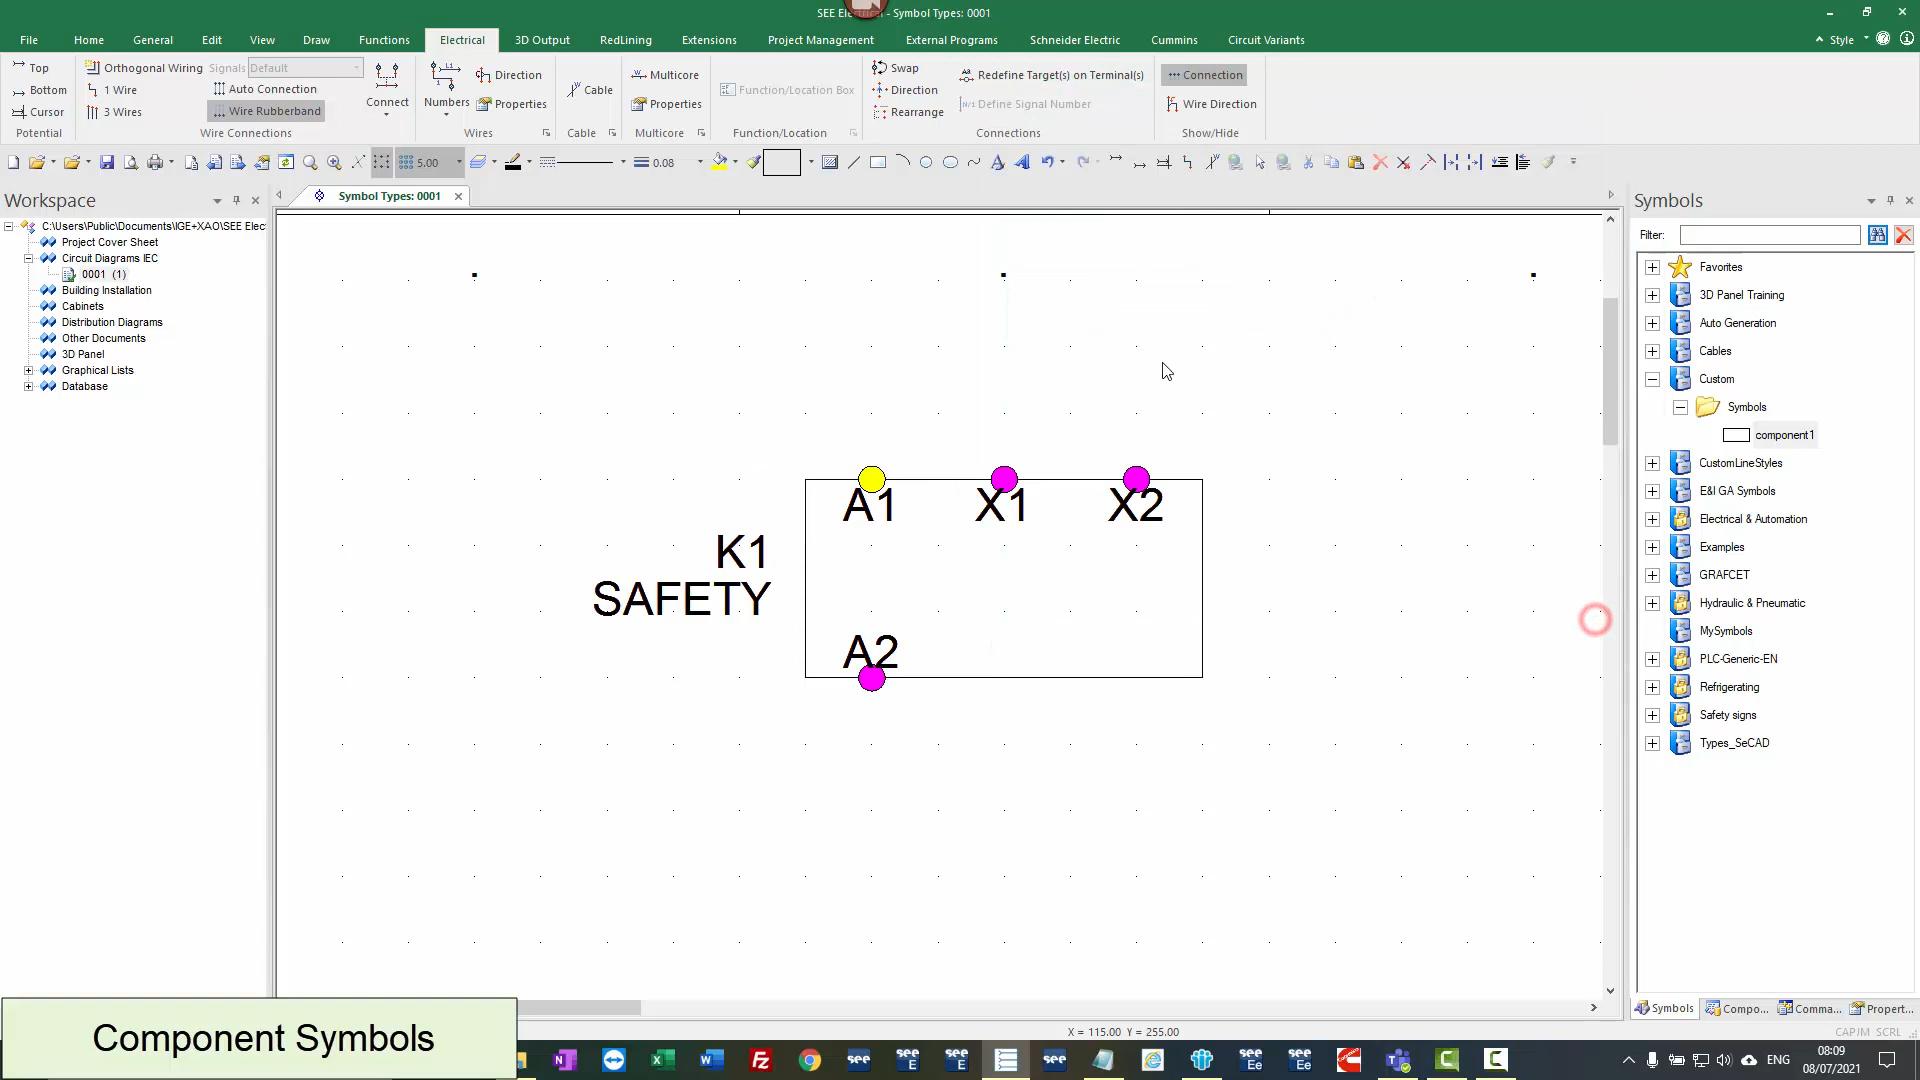 SEE Electrical - Symbol Types: 0001
File Home General Edit View Draw Functions Electrical 3D Output RedLining Extensions Project Management External Programs Schneider Electric Cummins Circuit Variants Style
Top Orthogonal Wiring Signals Default Direction Multicore Swap Redefine Target(s) on Terminal(s) Connection
Bottom 1 Wire Auto Connection Connect Numbers Properties Cable Properties Function/Location Box Direction Define Signal Number Wire Direction
Cursor 3 Wires Wire Rubberband Rearrange
Potential Wire Connections Wires Cable Multicore Function/Location Connections Show/Hide
5.00 0.08
Workspace
C:\Users\Public\Documents\IGE+XAO\SEE Elect
Project Cover Sheet
Circuit Diagrams IEC
0001 (1)
Building Installation
Cabinets
Distribution Diagrams
Other Documents
3D Panel
Graphical Lists
Database
Symbol Types: 0001
A1 X1 X2
K1
SAFETY
A2
Symbols
Filter:
Favorites
3D Panel Training
Auto Generation
Cables
Custom
Symbols
component1
CustomLineStyles
E&I GA Symbols
Electrical & Automation
Examples
GRAFCET
Hydraulic & Pneumatic
MySymbols
PLC-Generic-EN
Refrigerating
Safety signs
Types_SeCAD
Symbols Compo... Comma... Propert...
X = 115.00 Y = 255.00
CAP NUM SCRL
Component Symbols
ENG
08:09
08/07/2021